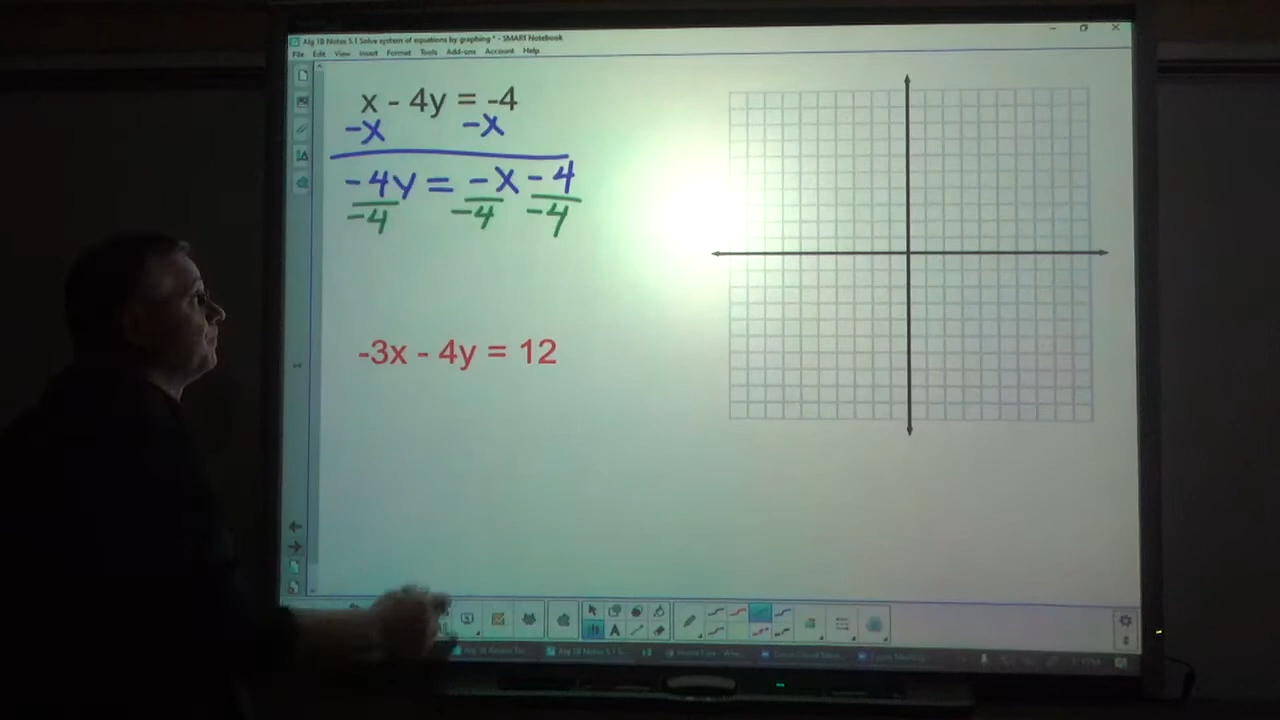 Alg 1B Notes 5.1 Solve system of equations by graphing * - SMART Notebook
File Edit View Insert Format Tools Add-ons Account Help
x - 4y = -4
-x -x
-4y = -x -4
-4 -4 -4
-3x - 4y = 12